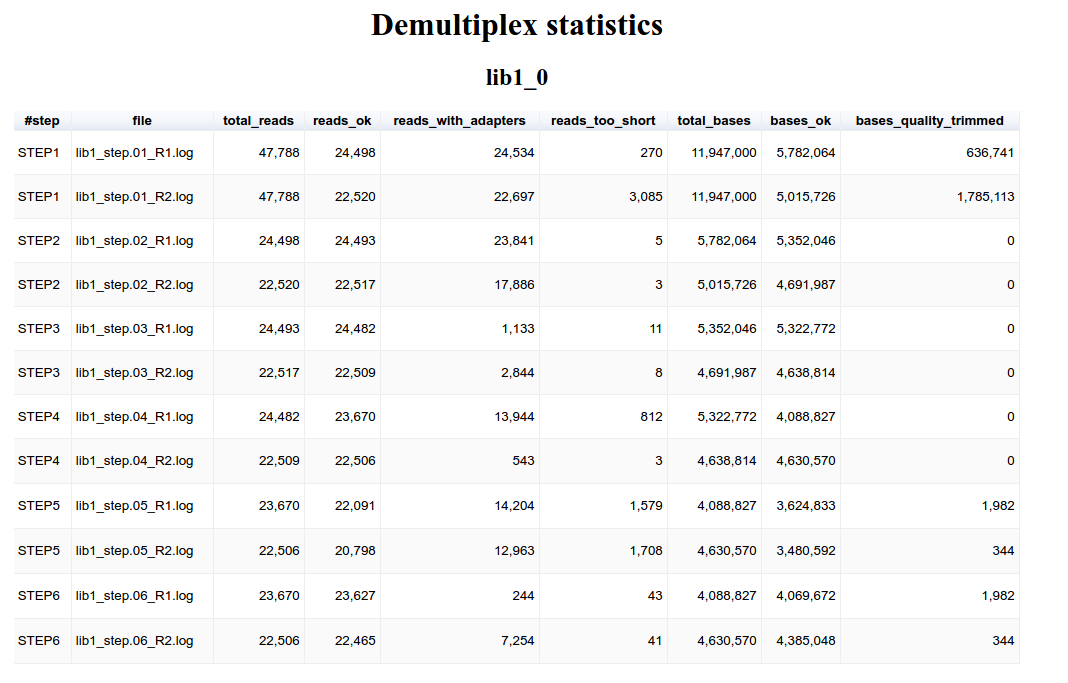 Demultiplex statistics
lib1_0
#step file total_reads reads_ok reads_with_adapters reads_too_short total_bases bases_ok bases_quality_trimmed
STEP1 lib1_step.01_R1.log 47,788 24,498 24,534 270 11,947,000 5,782,064 636,741
STEP1 lib1_step.01_R2.log 47,788 22,520 22,697 3,085 11,947,000 5,015,726 1,785,113
STEP2 lib1_step.02_R1.log 24,498 24,493 23,841 5 5,782,064 5,352,046 0
STEP2 lib1_step.02_R2.log 22,520 22,517 17,886 3 5,015,726 4,691,987 0
STEP3 lib1_step.03_R1.log 24,493 24,482 1,133 11 5,352,046 5,322,772 0
STEP3 lib1_step.03_R2.log 22,517 22,509 2,844 8 4,691,987 4,638,814 0
STEP4 lib1_step.04_R1.log 24,482 23,670 13,944 812 5,322,772 4,088,827 0
STEP4 lib1_step.04_R2.log 22,509 22,506 543 3 4,638,814 4,630,570 0
STEP5 lib1_step.05_R1.log 23,670 22,091 14,204 1,579 4,088,827 3,624,833 1,982
STEP5 lib1_step.05_R2.log 22,506 20,798 12,963 1,708 4,630,570 3,480,592 344
STEP6 lib1_step.06_R1.log 23,670 23,627 244 43 4,088,827 4,069,672 1,982
STEP6 lib1_step.06_R2.log 22,506 22,465 7,254 41 4,630,570 4,385,048 344